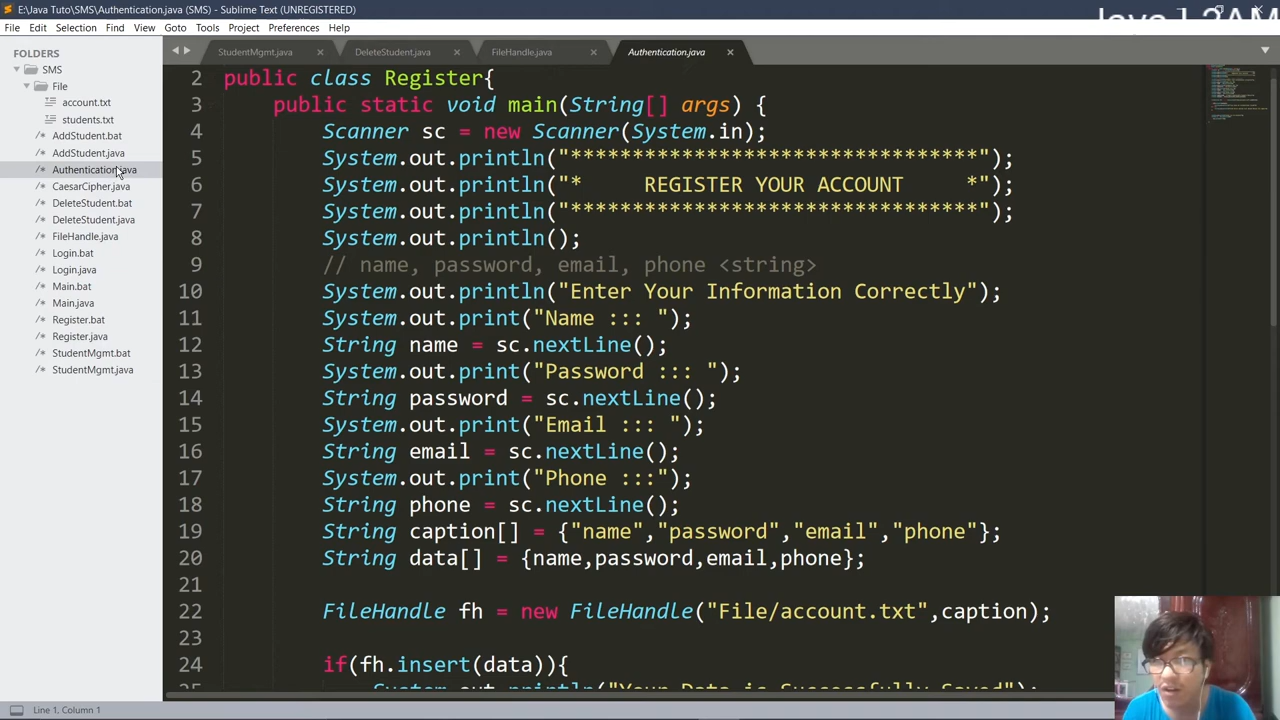 E:\Java Tuto\SMS\Authentication.java (SMS) - Sublime Text (UNREGISTERED)
File Edit Selection Find View Goto Tools Project Preferences Help
FOLDERS
SMS
File
account.txt
students.txt
AddStudent.bat
AddStudent.java
Authentication.java
CaesarCipher.java
DeleteStudent.bat
DeleteStudent.java
FileHandle.java
Login.bat
Login.java
Main.bat
Main.java
Register.bat
Register.java
StudentMgmt.bat
StudentMgmt.java
StudentMgmt.java DeleteStudent.java FileHandle.java Authentication.java
2 public class Register{
3 public static void main(String[] args) {
4 Scanner sc = new Scanner(System.in);
5 System.out.println("*********************************");
6 System.out.println("*     REGISTER YOUR ACCOUNT     *");
7 System.out.println("*********************************");
8 System.out.println();
9 // name, password, email, phone <string>
10 System.out.println("Enter Your Information Correctly");
11 System.out.print("Name ::: ");
12 String name = sc.nextLine();
13 System.out.print("Password ::: ");
14 String password = sc.nextLine();
15 System.out.print("Email ::: ");
16 String email = sc.nextLine();
17 System.out.print("Phone :::");
18 String phone = sc.nextLine();
19 String caption[] = {"name","password","email","phone"};
20 String data[] = {name,password,email,phone};
21
22 FileHandle fh = new FileHandle("File/account.txt",caption);
23
24 if(fh.insert(data)){
25 System.out.println("Your Data is Successfully Saved");
Line 1, Column 1